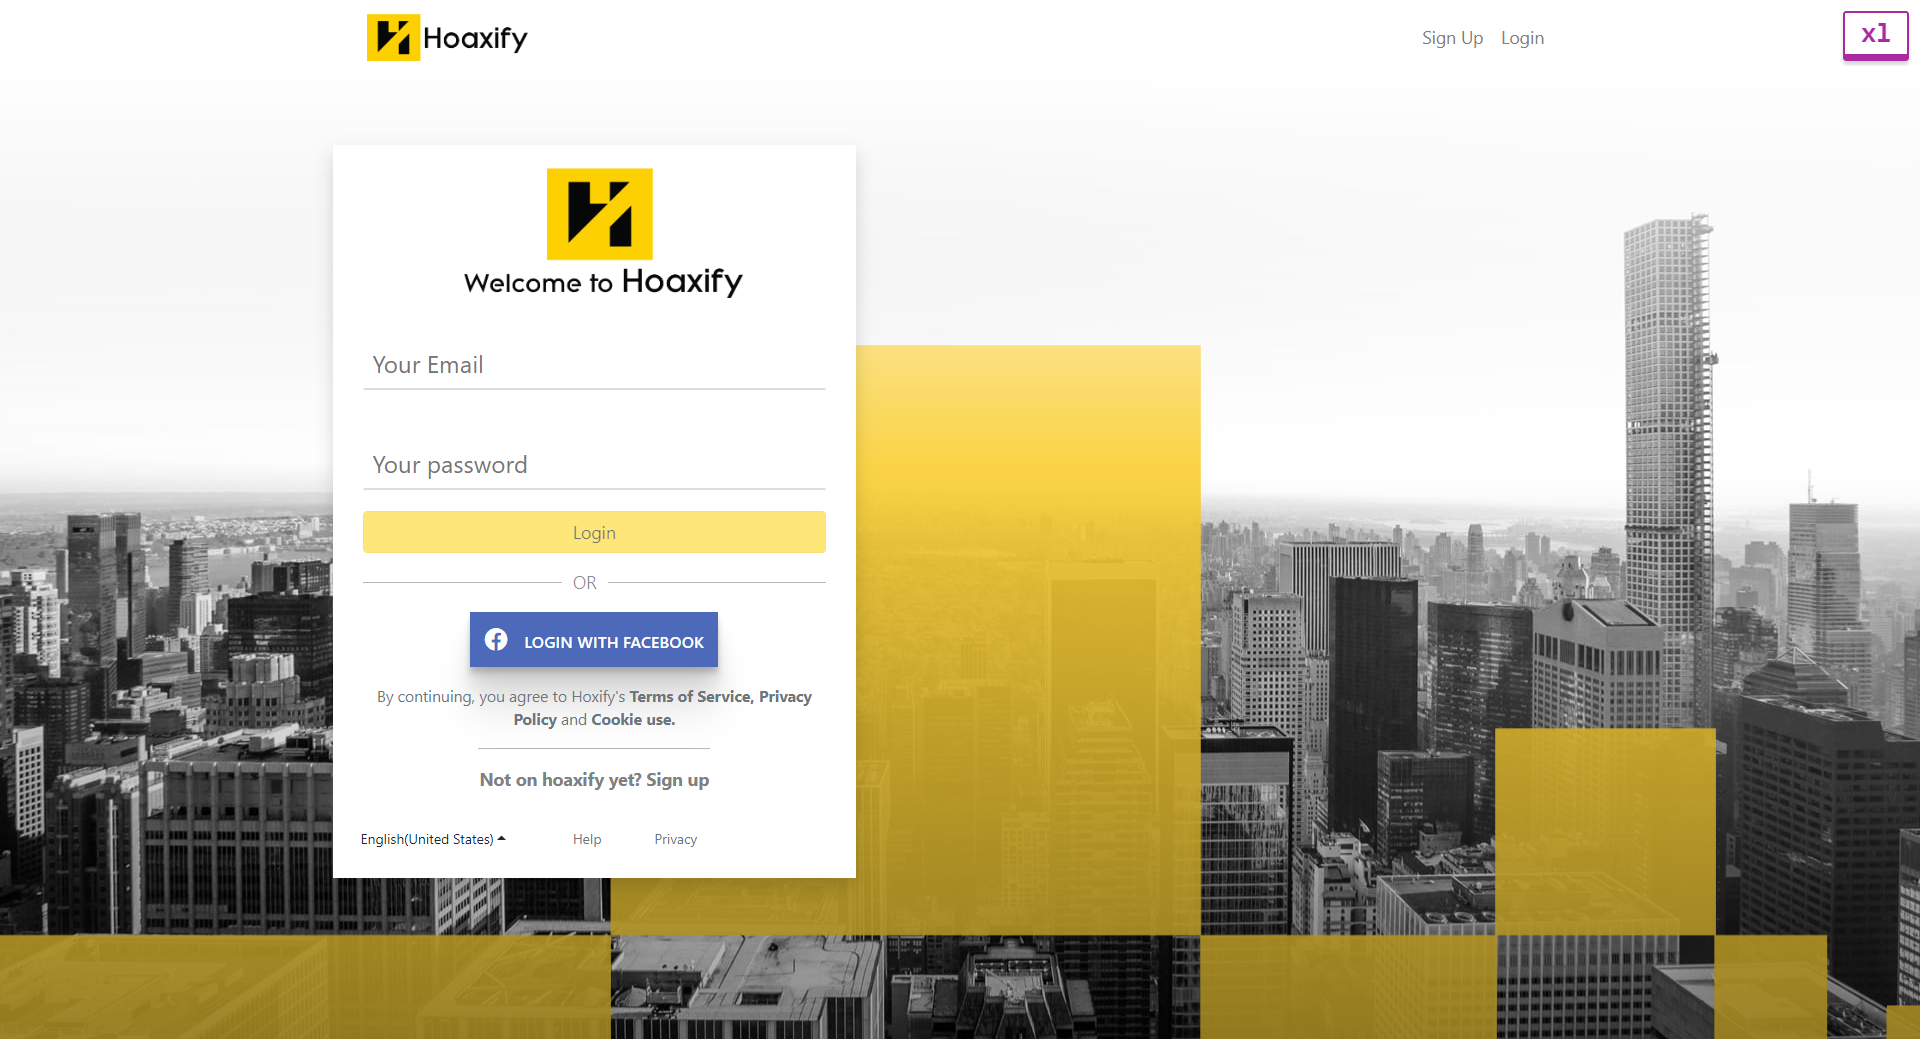 Hoaxify
Sign Up Login
xl
Welcome to Hoaxify
Your Email
Your password
Login
OR
LOGIN WITH FACEBOOK
By continuing, you agree to Hoxify's Terms of Service, Privacy
Policy and Cookie use.
Not on hoaxify yet? Sign up
English(United States) Help Privacy